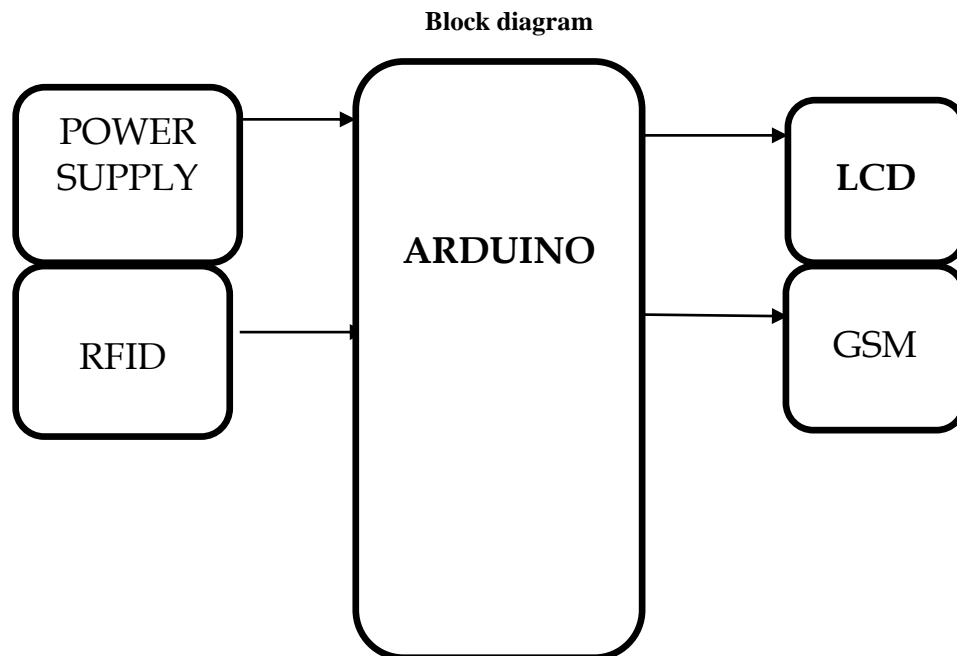 Block diagram
POWER
SUPPLY
ARDUINO
LCD
RFID
GSM